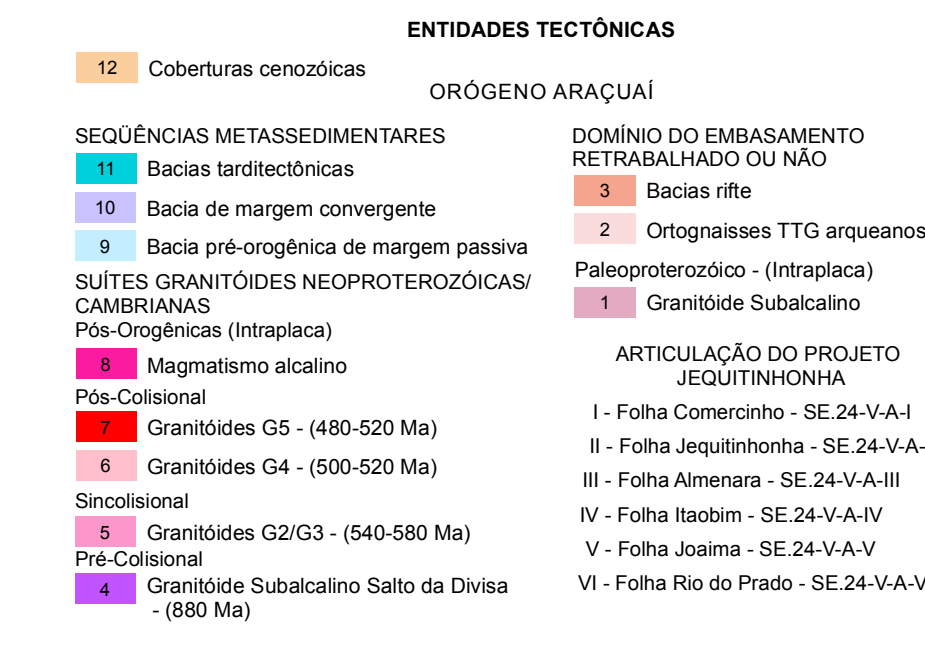 ENTIDADES TECTÔNICAS
12 Coberturas cenozóicas
ORÓGENO ARAÇUAÍ
SEQÜÊNCIAS METASSEDIMENTARES
11 Bacias tarditectônicas
10 Bacia de margem convergente
9 Bacia pré-orogênica de margem passiva
SUÍTES GRANITÓIDES NEOPROTEROZÓICAS/
CAMBRIANAS
Pós-Orogênicas (Intraplaca)
8 Magmatismo alcalino
Pós-Colisional
7 Granitóides G5 - (480-520 Ma)
6 Granitóides G4 - (500-520 Ma)
Sincolisional
5 Granitóides G2/G3 - (540-580 Ma)
Pré-Colisional
4 Granitóide Subalcalino Salto da Divisa
- (880 Ma)
DOMÍNIO DO EMBASAMENTO
RETRABALHADO OU NÃO
3 Bacias rifte
2 Ortognaisses TTG arqueanos
Paleoproterozóico - (Intraplaca)
1 Granitóide Subalcalino
ARTICULAÇÃO DO PROJETO
JEQUITINHONHA
I - Folha Comercinho - SE.24-V-A-I
II - Folha Jequitinhonha - SE.24-V-A-
III - Folha Almenara - SE.24-V-A-III
IV - Folha Itaobim - SE.24-V-A-IV
V - Folha Joaima - SE.24-V-A-V
VI - Folha Rio do Prado - SE.24-V-A-V